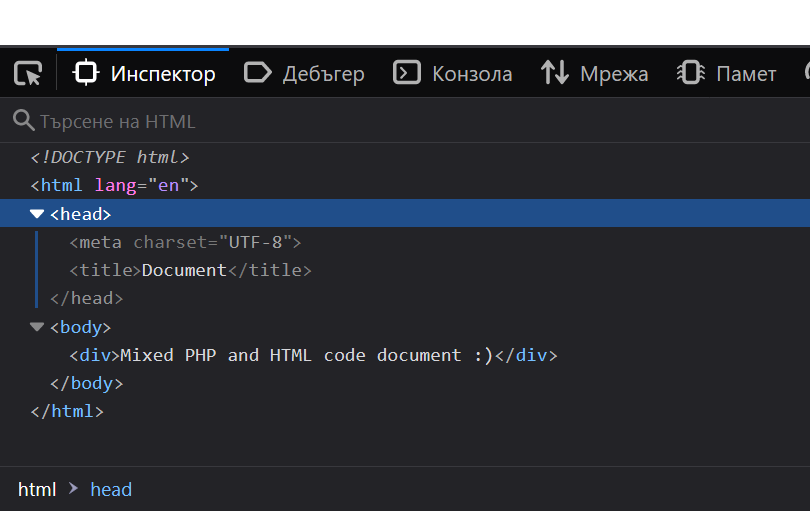 Инспектор Дебъгер Конзола Мрежа Памет
Търсене на HTML
<!DOCTYPE html>
<html lang="en">
<head>
<meta charset="UTF-8">
<title>Document</title>
</head>
<body>
<div>Mixed PHP and HTML code document :)</div>
</body>
</html>
html > head